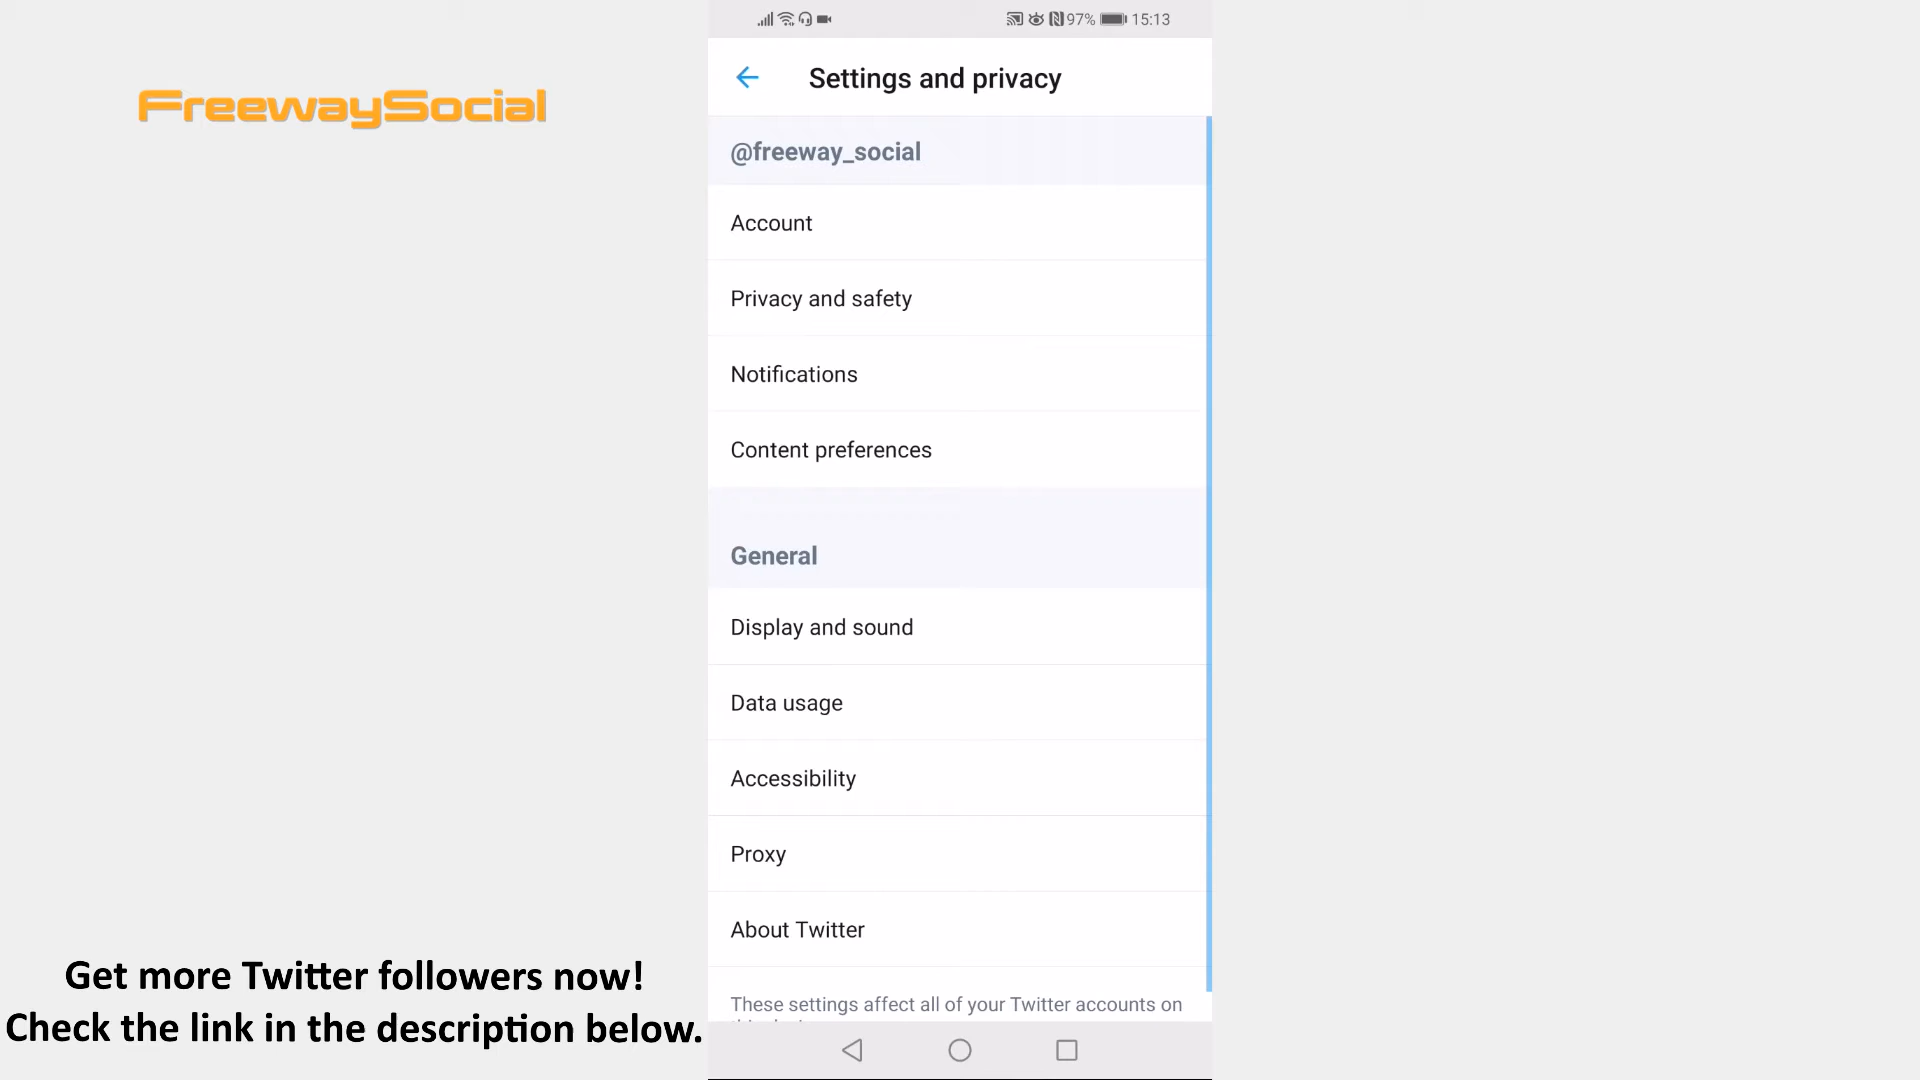 97% 15:13
FreewaySocial
Settings and privacy
@freeway_social
Account
Privacy and safety
Notifications
Content preferences
General
Display and sound
Data usage
Accessibility
Proxy
About Twitter
These settings affect all of your Twitter accounts on
Get more Twitter followers now!
Check the link in the description below.